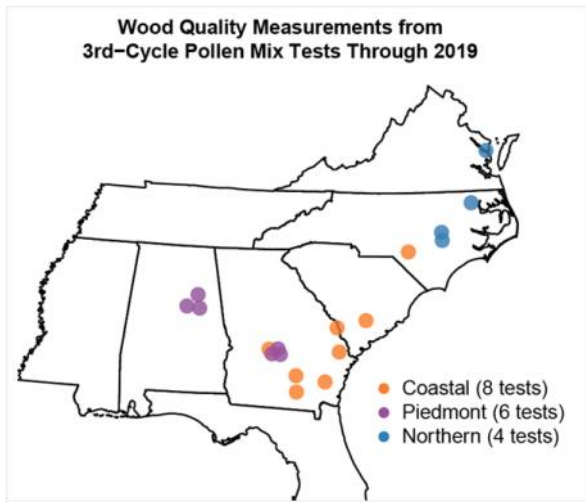 Wood Quality Measurements from
3rd−Cycle Pollen Mix Tests Through 2019
Coastal (8 tests)
Piedmont (6 tests)
Northern (4 tests)